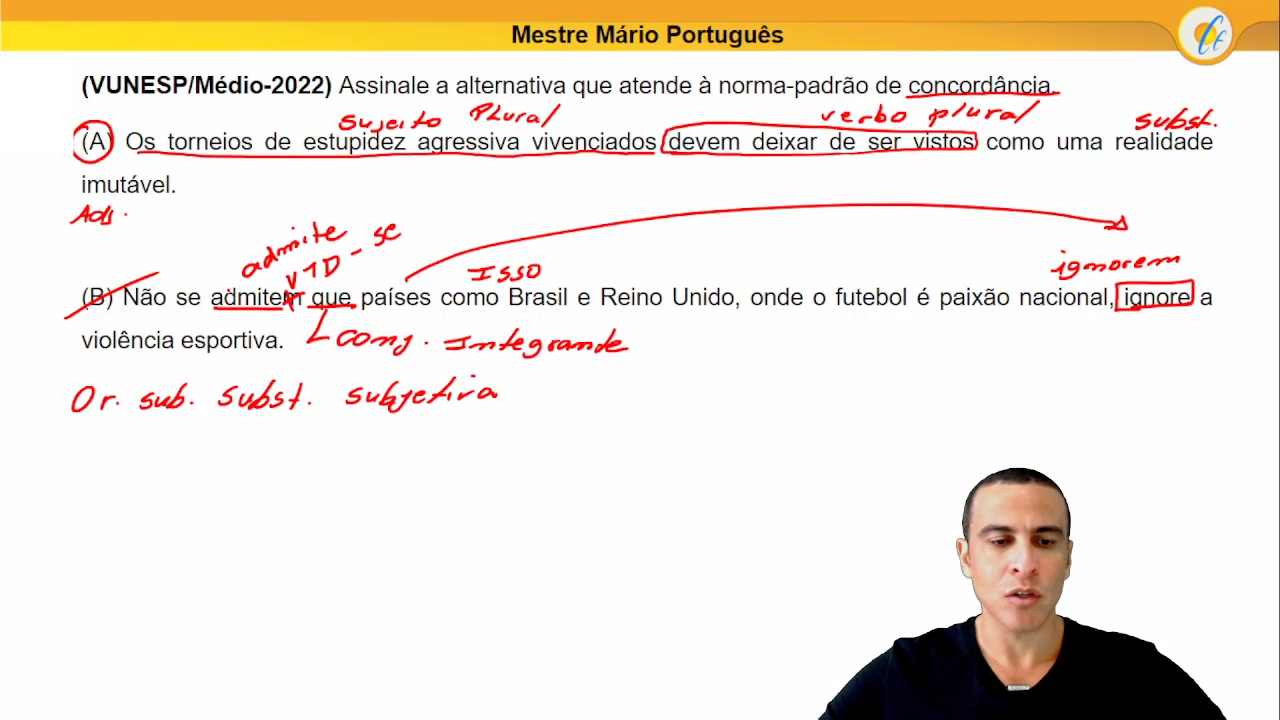 Mestre Mário Português
(VUNESP/Médio-2022) Assinale a alternativa que atende à norma-padrão de concordância.
sujeito Plural verbo plural subst.
(A) Os torneios de estupidez agressiva vivenciados devem deixar de ser vistos como uma realidade
imutável.
Adj.
admite
VTD - se
Isso ignorem
(B) Não se admitem que países como Brasil e Reino Unido, onde o futebol é paixão nacional, ignore a
violência esportiva.
conj. Integrante
Or. sub. subst. subjetiva